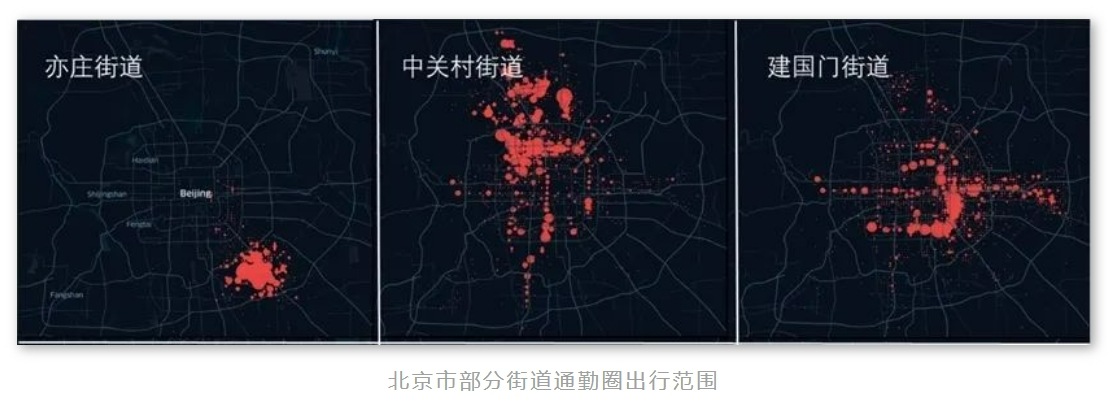 亦庄街道
中关村街道
建国门街道
Shunyi
Haidian
Shijingshan
Beijing
Fengtai
Fangshan
北京市部分街道通勤圈出行范围